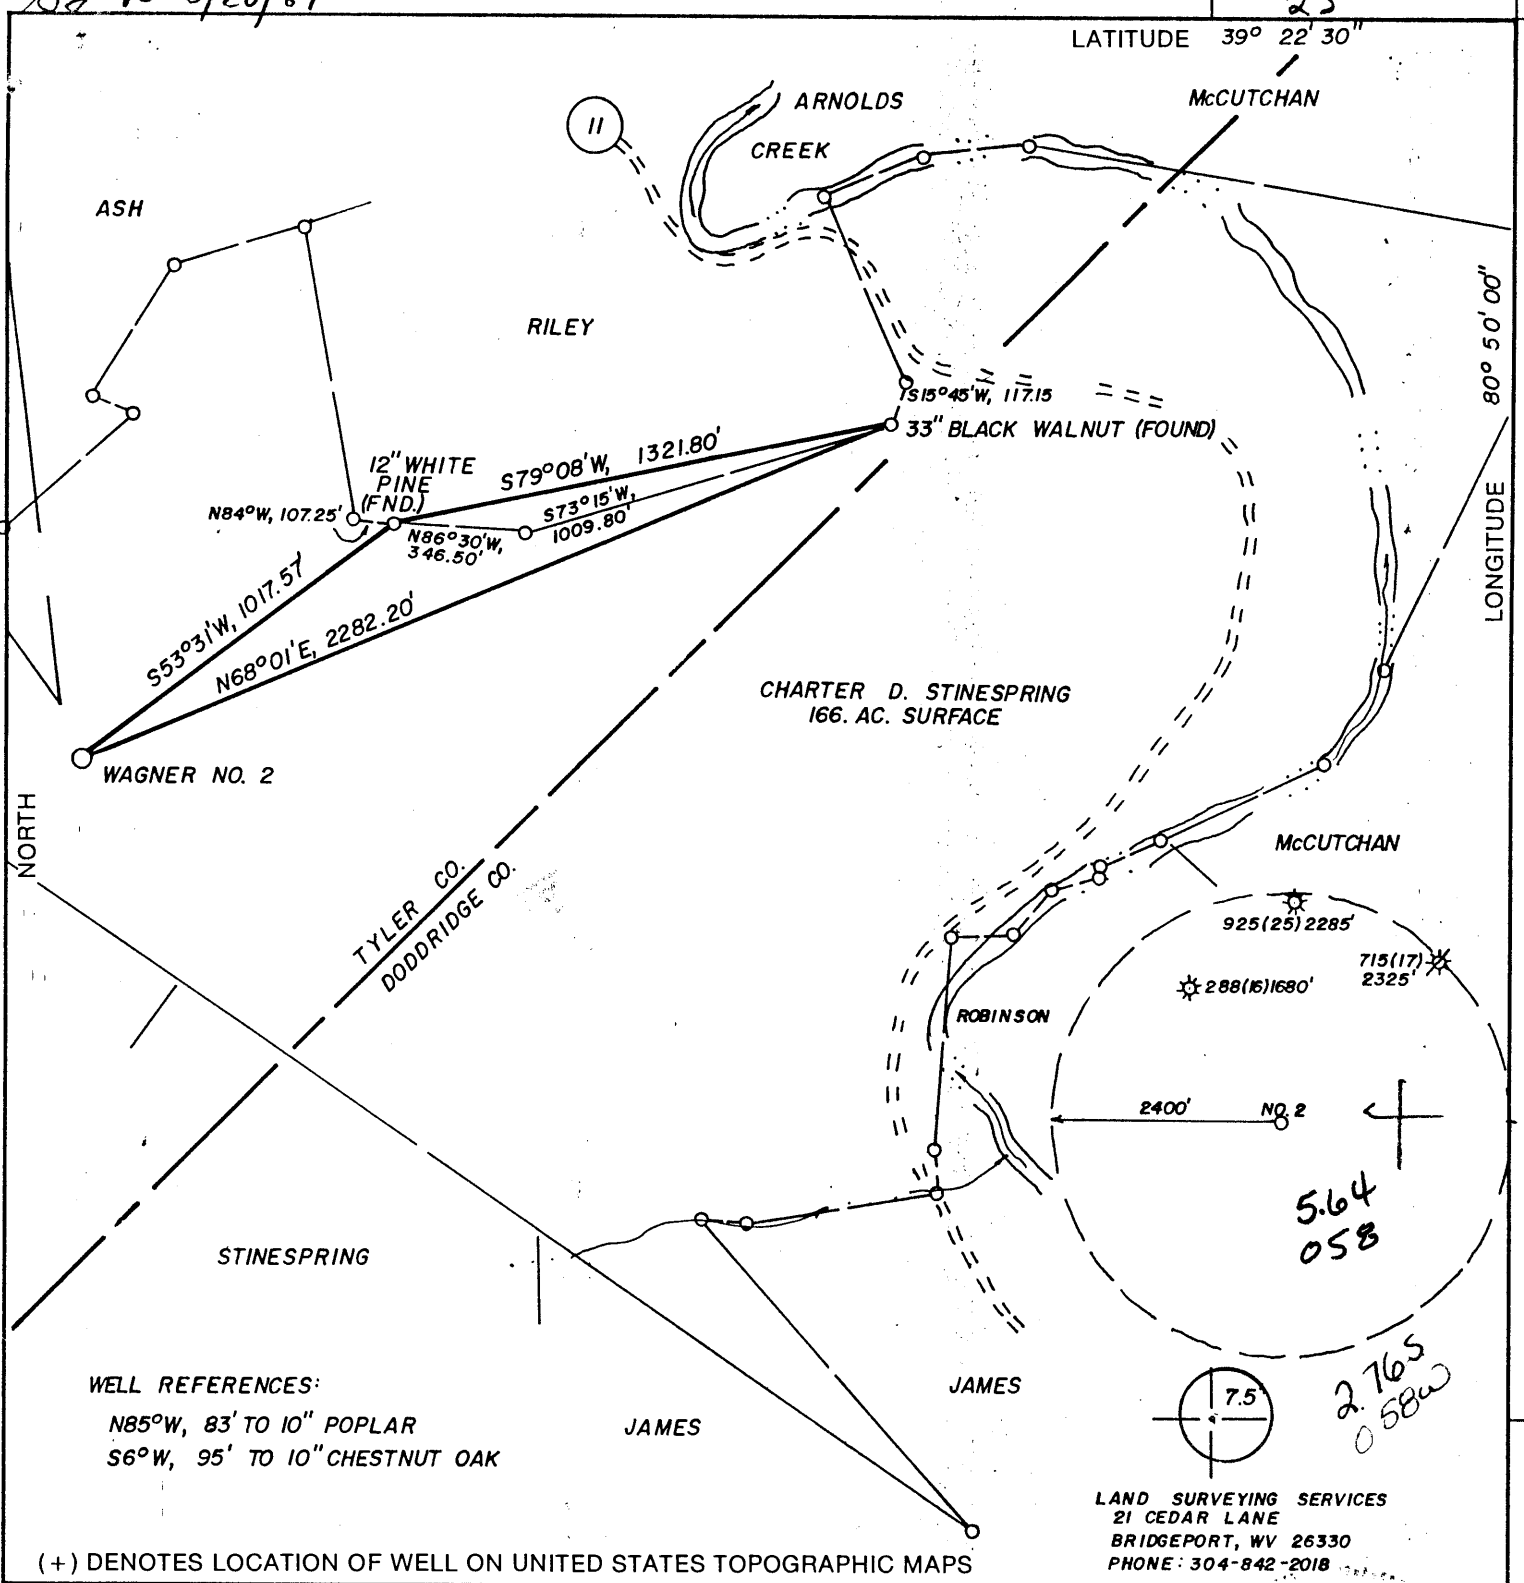 25
LATITUDE 39° 22' 30"
McCUTCHAN
ARNOLDS
CREEK
11
ASH
RILEY
LONGITUDE 80° 50' 00"
S15°45'W, 117.15
33" BLACK WALNUT (FOUND)
12" WHITE
PINE
(FND.)
S79°08'W, 1321.80'
S73°15'W,
1009.80'
N84°W, 107.25'
N86°30'W,
346.50'
S53°31'W, 1017.57'
N68°01'E, 2282.20'
CHARTER D. STINESPRING
166. AC. SURFACE
WAGNER NO. 2
NORTH
TYLER CO.
DODDRIDGE CO.
McCUTCHAN
925(25)2285'
715(17)
2325'
288(16)1680'
ROBINSON
2400'
NO. 2
5.64
058
STINESPRING
WELL REFERENCES:
N85°W, 83' TO 10" POPLAR
S6°W, 95' TO 10" CHESTNUT OAK
JAMES
JAMES
7.5'
2.76S
058W
LAND SURVEYING SERVICES
21 CEDAR LANE
BRIDGEPORT, WV 26330
PHONE: 304-842-2018
(+) DENOTES LOCATION OF WELL ON UNITED STATES TOPOGRAPHIC MAPS